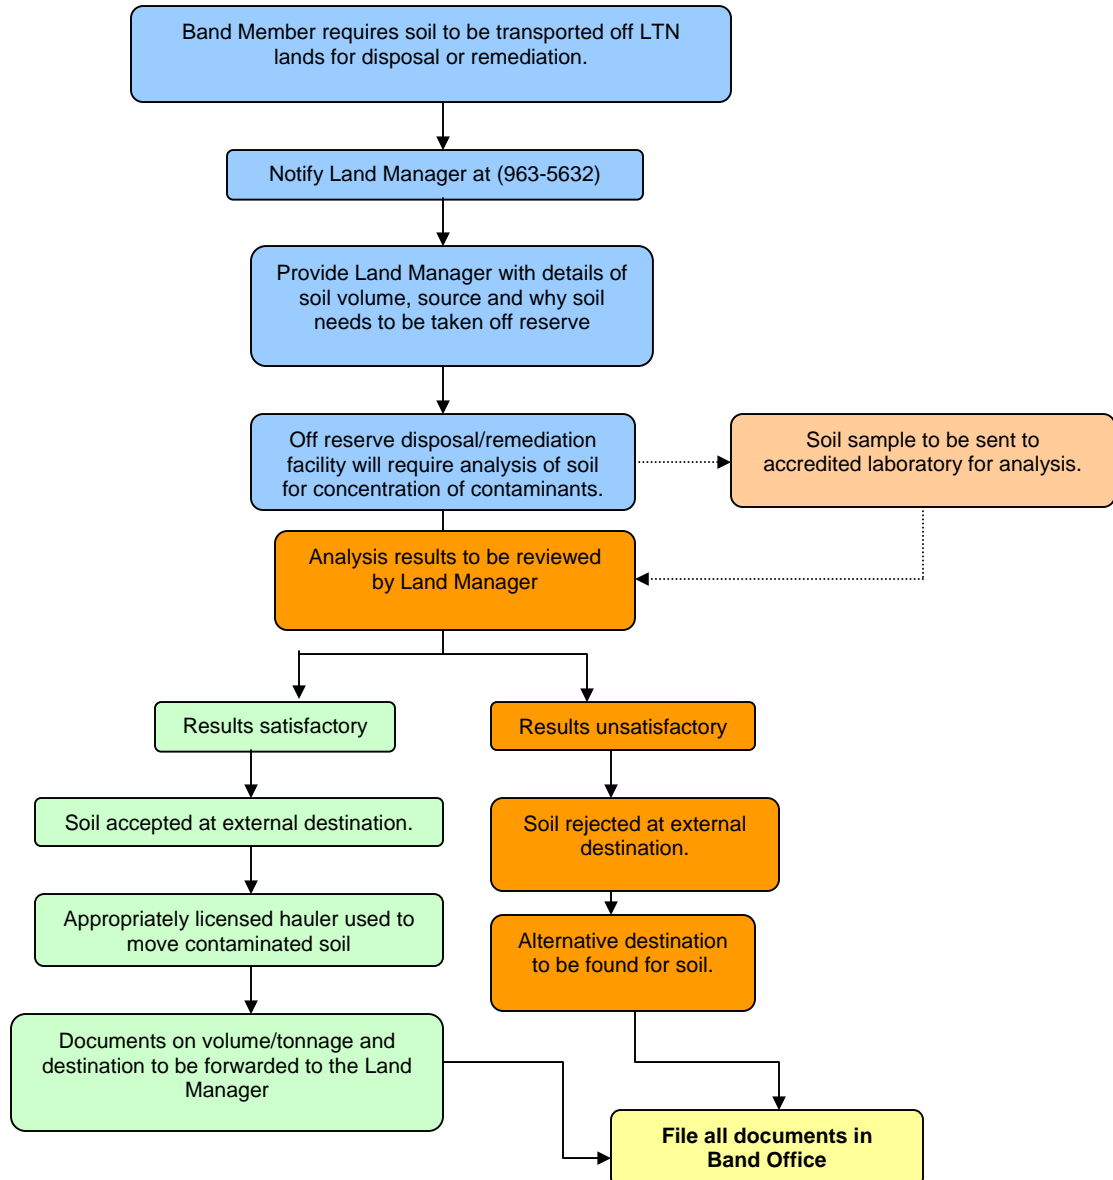 Band Member requires soil to be transported off LTN
lands for disposal or remediation.
Notify Land Manager at (963-5632)
Provide Land Manager with details of
soil volume, source and why soil
needs to be taken off reserve
Off reserve disposal/remediation
facility will require analysis of soil
for concentration of contaminants.
Soil sample to be sent to
accredited laboratory for analysis.
Analysis results to be reviewed
by Land Manager
Results satisfactory
Results unsatisfactory
Soil accepted at external destination.
Soil rejected at external
destination.
Appropriately licensed hauler used to
move contaminated soil
Alternative destination
to be found for soil.
Documents on volume/tonnage and
destination to be forwarded to the Land
Manager
File all documents in
Band Office